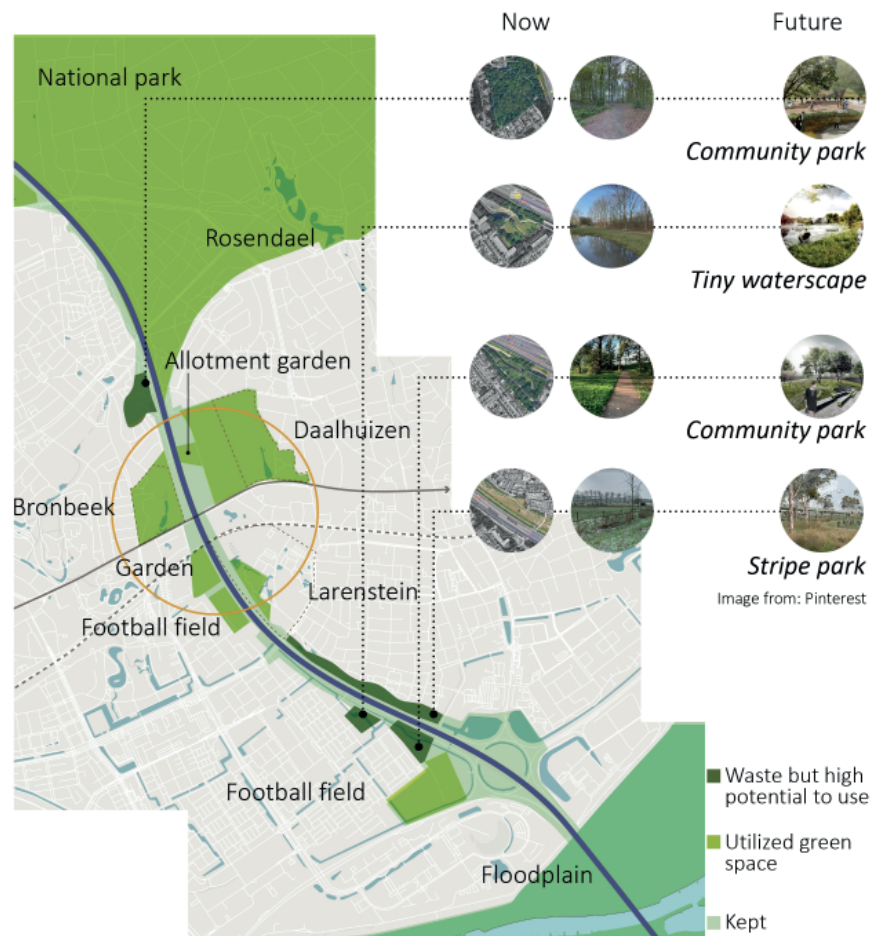 Now
Future
National park
Community park
Rosendael
Tiny waterscape
Allotment garden
Daalhuizen
Community park
Bronbeek
Garden
Larenstein
Stripe park
Image from: Pinterest
Football field
Football field
Waste but high
potential to use
Utilized green
space
Floodplain
Kept